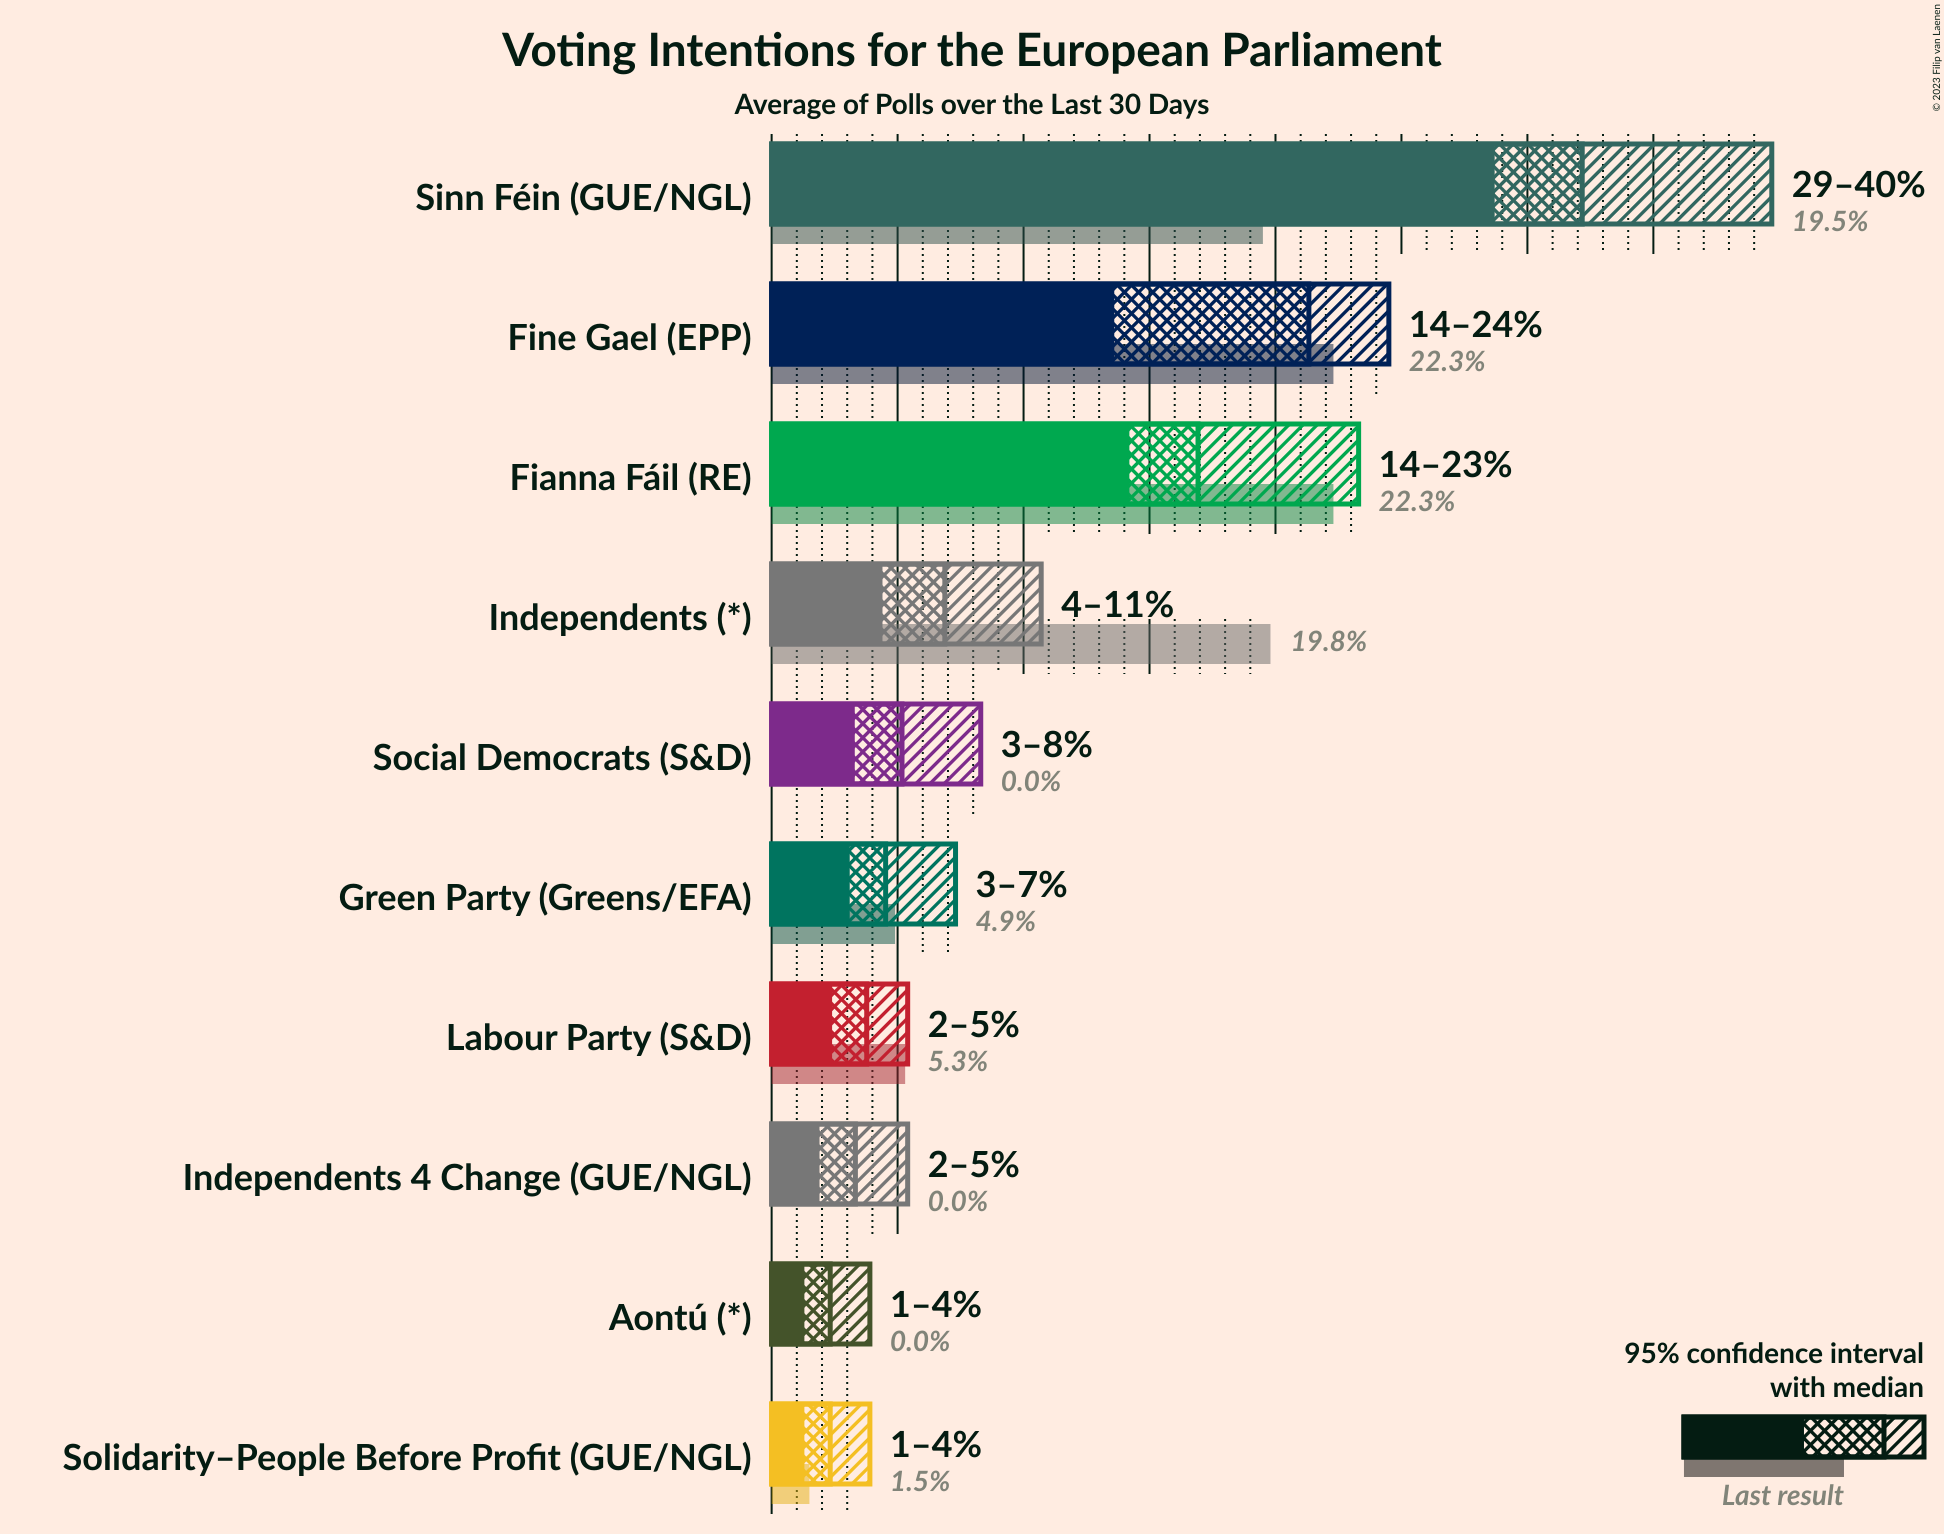 Voting Intentions for the European Parliament
Average of Polls over the Last 30 Days
© 2023 Filip van Laenen
Sinn Féin (GUE/NGL)
29–40%
19.5%
Fine Gael (EPP)
14–24%
22.3%
Fianna Fáil (RE)
14–23%
22.3%
Independents (*)
4–11%
19.8%
Social Democrats (S&D)
3–8%
0.0%
Green Party (Greens/EFA)
3–7%
4.9%
Labour Party (S&D)
2–5%
5.3%
Independents 4 Change (GUE/NGL)
2–5%
0.0%
Aontú (*)
1–4%
0.0%
Solidarity–People Before Profit (GUE/NGL)
1–4%
1.5%
95% confidence interval
with median
Last result